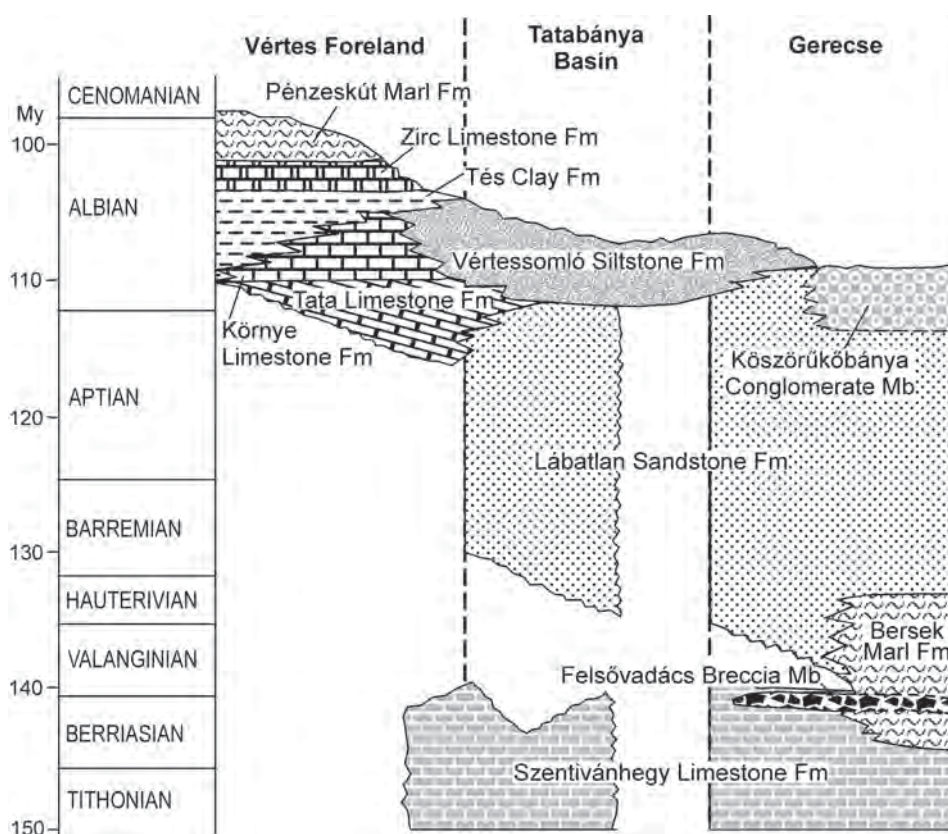 Vértes Foreland
Tatabánya
Basin
Gerecse
My
CENOMANIAN
Pénzeskút Marl Fm
100
Zirc Limestone Fm
Tés Clay Fm
ALBIAN
Vértessomló Siltstone Fm
110
Tata Limestone Fm
Környe
Limestone Fm
Köszörűkőbánya
Conglomerate Mb
APTIAN
120
Lábatlan Sandstone Fm
BARREMIAN
130
HAUTERIVIAN
Bersek
Marl Fm
VALANGINIAN
Felsővadács Breccia Mb
140
BERRIASIAN
Szentivánhegy Limestone Fm
TITHONIAN
150